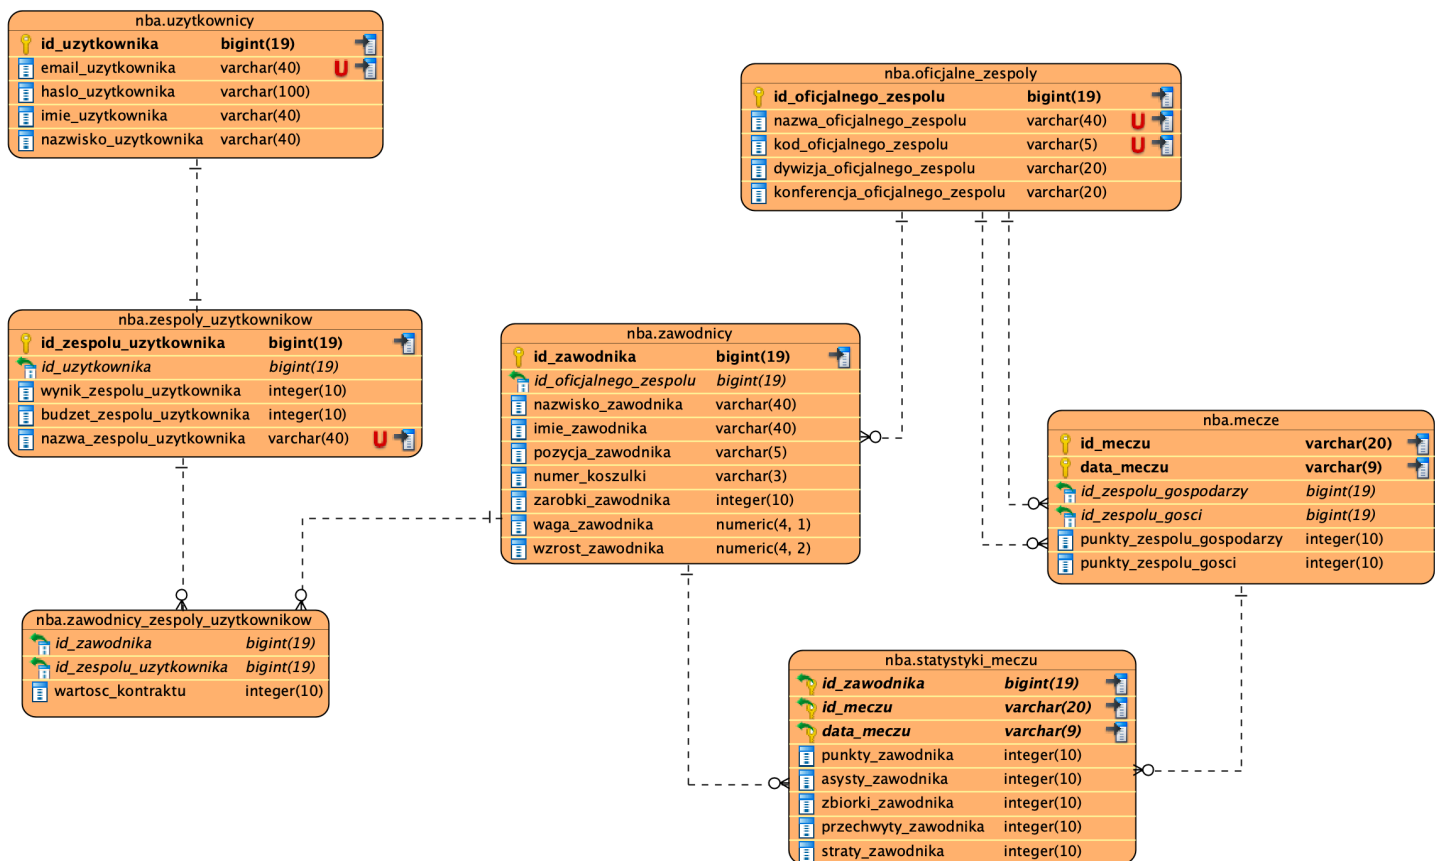 nba.uzytkownicy
id_uzytkownika bigint(19)
email_uzytkownika varchar(40) U
haslo_uzytkownika varchar(100)
imie_uzytkownika varchar(40)
nazwisko_uzytkownika varchar(40)
nba.oficjalne_zespoly
id_oficjalnego_zespolu bigint(19)
nazwa_oficjalnego_zespolu varchar(40) U
kod_oficjalnego_zespolu varchar(5) U
dywizja_oficjalnego_zespolu varchar(20)
konferencja_oficjalnego_zespolu varchar(20)
nba.zespoly_uzytkownikow
id_zespolu_uzytkownika bigint(19)
id_uzytkownika bigint(19)
wynik_zespolu_uzytkownika integer(10)
budzet_zespolu_uzytkownika integer(10)
nazwa_zespolu_uzytkownika varchar(40) U
nba.zawodnicy
id_zawodnika bigint(19)
id_oficjalnego_zespolu bigint(19)
nazwisko_zawodnika varchar(40)
imie_zawodnika varchar(40)
pozycja_zawodnika varchar(5)
numer_koszulki varchar(3)
zarobki_zawodnika integer(10)
waga_zawodnika numeric(4, 1)
wzrost_zawodnika numeric(4, 2)
nba.mecze
id_meczu varchar(20)
data_meczu varchar(9)
id_zespolu_gospodarzy bigint(19)
id_zespolu_gosci bigint(19)
punkty_zespolu_gospodarzy integer(10)
punkty_zespolu_gosci integer(10)
nba.zawodnicy_zespoly_uzytkownikow
id_zawodnika bigint(19)
id_zespolu_uzytkownika bigint(19)
wartosc_kontraktu integer(10)
nba.statystyki_meczu
id_zawodnika bigint(19)
id_meczu varchar(20)
data_meczu varchar(9)
punkty_zawodnika integer(10)
asysty_zawodnika integer(10)
zbiorki_zawodnika integer(10)
przechwyty_zawodnika integer(10)
straty_zawodnika integer(10)